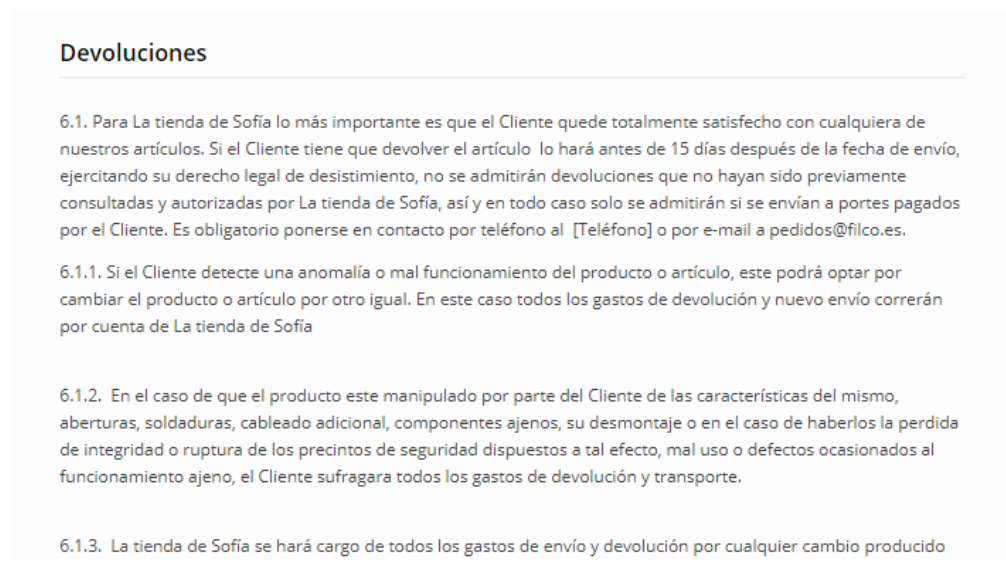 Devoluciones
6.1. Para La tienda de Sofía lo más importante es que el Cliente quede totalmente satisfecho con cualquiera de
nuestros artículos. Si el Cliente tiene que devolver el artículo  lo hará antes de 15 días después de la fecha de envío,
ejercitando su derecho legal de desistimiento, no se admitirán devoluciones que no hayan sido previamente
consultadas y autorizadas por La tienda de Sofía, así y en todo caso solo se admitirán si se envían a portes pagados
por el Cliente. Es obligatorio ponerse en contacto por teléfono al  [Teléfono] o por e-mail a pedidos@filco.es.
6.1.1. Si el Cliente detecte una anomalía o mal funcionamiento del producto o artículo, este podrá optar por
cambiar el producto o artículo por otro igual. En este caso todos los gastos de devolución y nuevo envío correrán
por cuenta de La tienda de Sofía
6.1.2.  En el caso de que el producto este manipulado por parte del Cliente de las características del mismo,
aberturas, soldaduras, cableado adicional, componentes ajenos, su desmontaje o en el caso de haberlos la perdida
de integridad o ruptura de los precintos de seguridad dispuestos a tal efecto, mal uso o defectos ocasionados al
funcionamiento ajeno, el Cliente sufragara todos los gastos de devolución y transporte.
6.1.3.  La tienda de Sofía se hará cargo de todos los gastos de envío y devolución por cualquier cambio producido